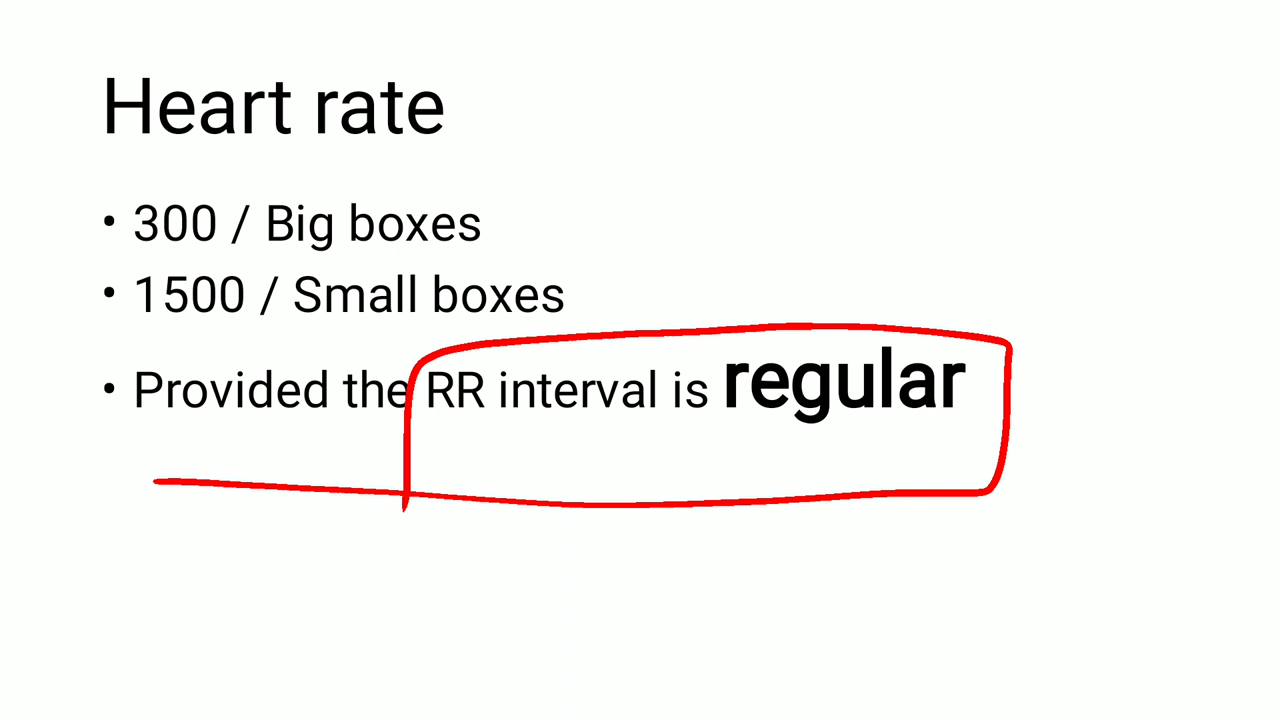 Heart rate
• 300 / Big boxes
• 1500 / Small boxes
• Provided the RR interval is regular